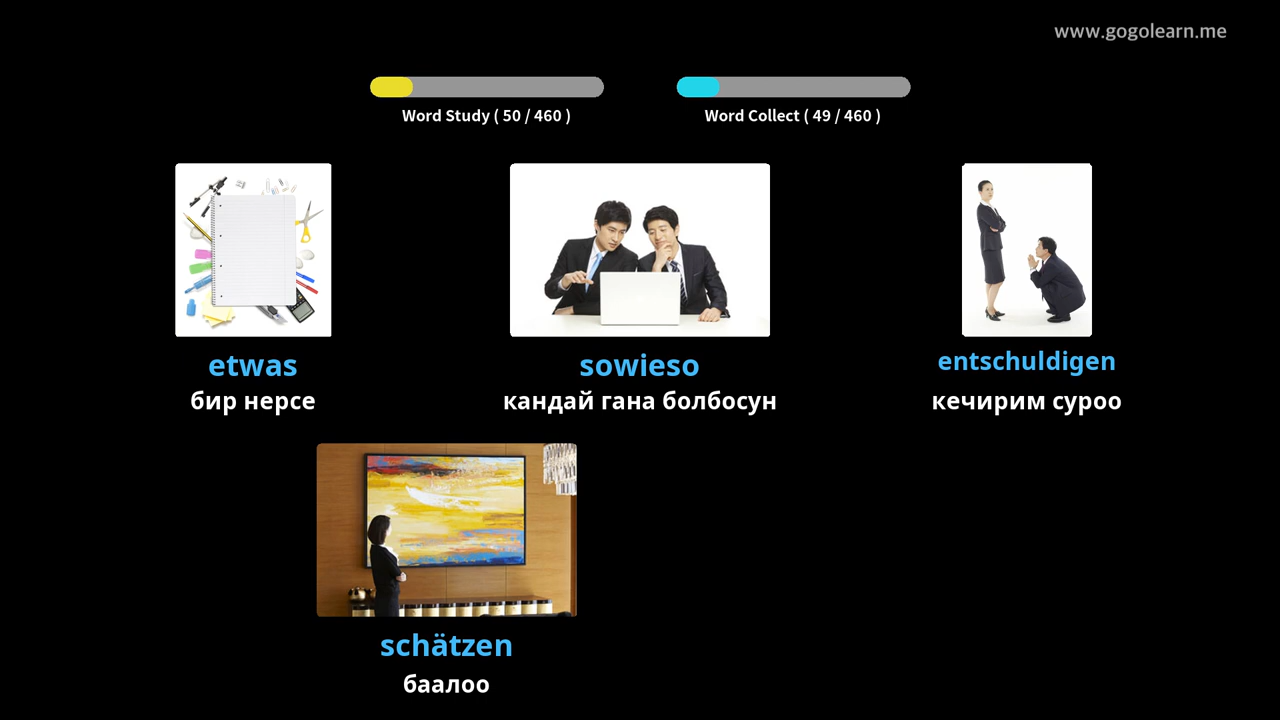 www.gogolearn.me
Word Study ( 50 / 460 )
Word Collect ( 49 / 460 )
etwas
бир нерсе
sowieso
кандай гана болбосун
entschuldigen
кечирим суроо
schätzen
баалоо